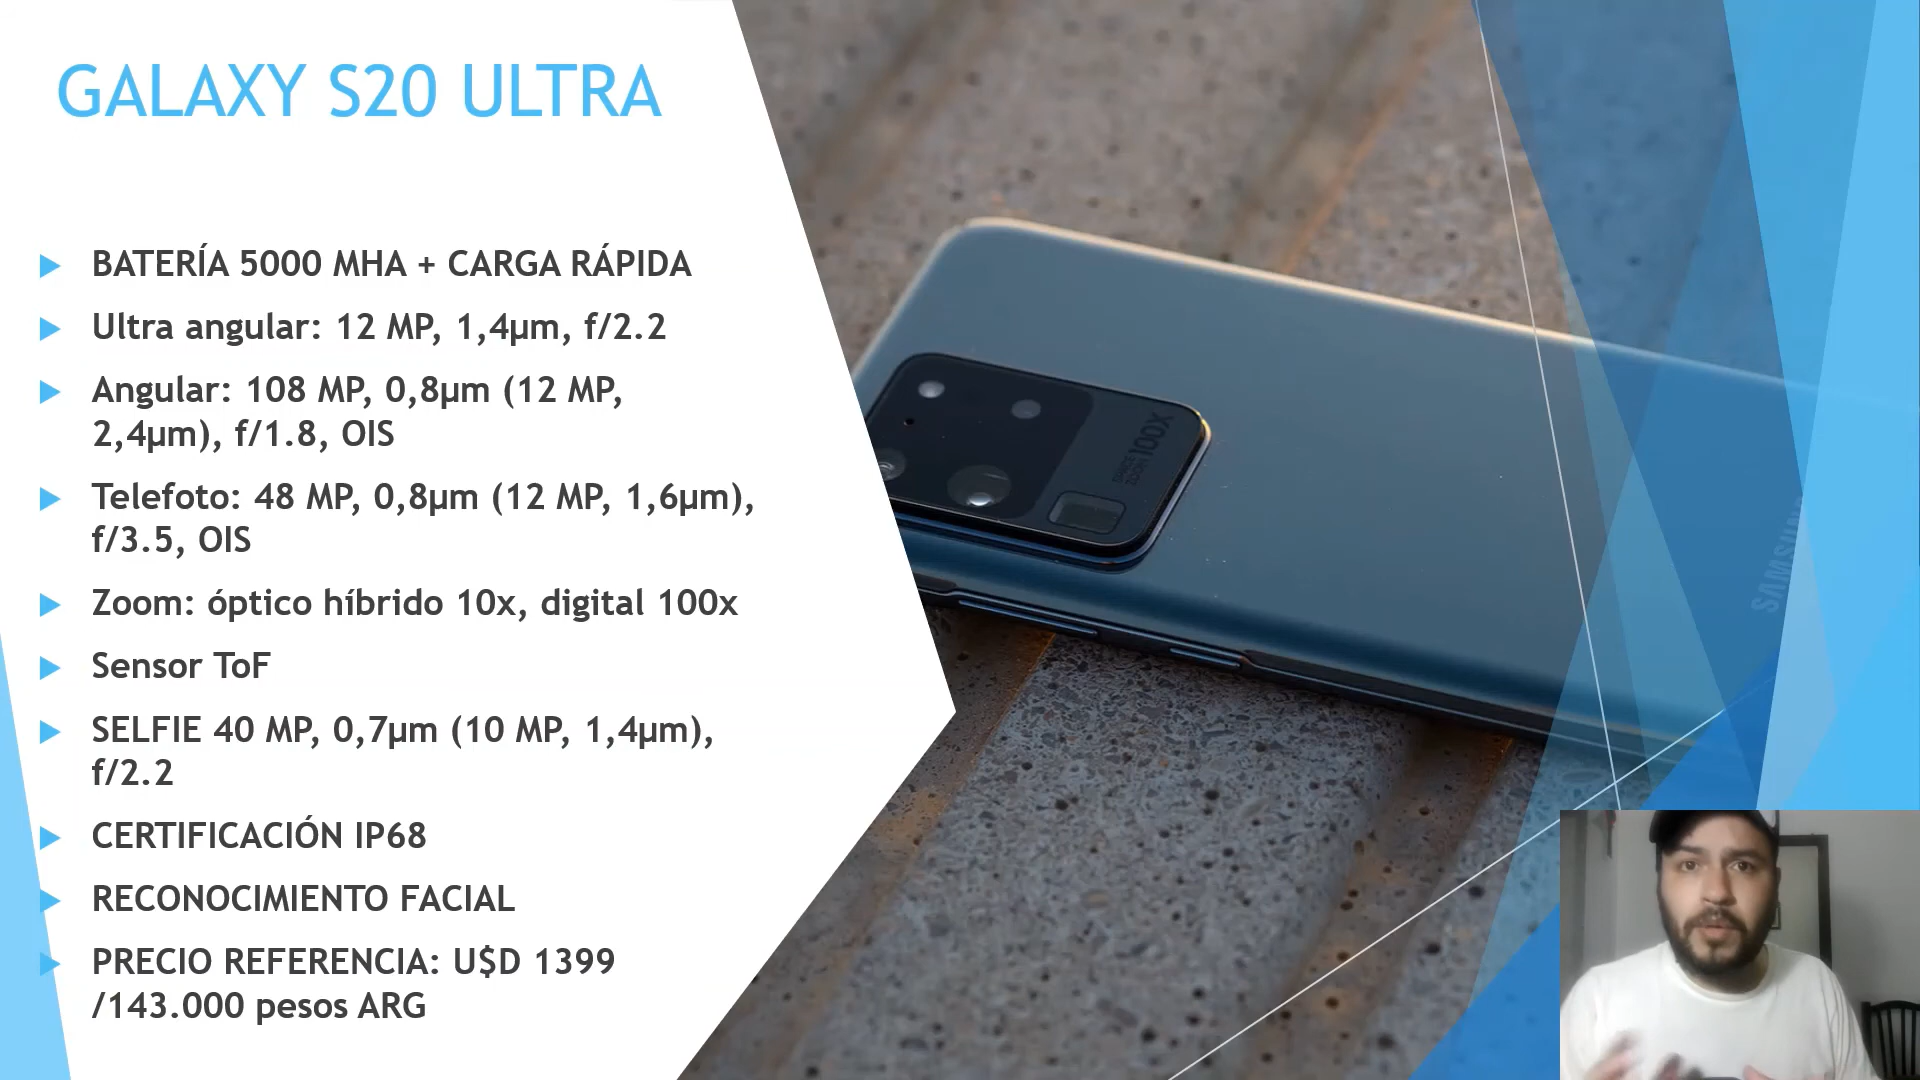 GALAXY S20 ULTRA
BATERÍA 5000 MHA + CARGA RÁPIDA
Ultra angular: 12 MP, 1,4µm, f/2.2
Angular: 108 MP, 0,8µm (12 MP,
2,4µm), f/1.8, OIS
Telefoto: 48 MP, 0,8µm (12 MP, 1,6µm),
f/3.5, OIS
Zoom: óptico híbrido 10x, digital 100x
Sensor ToF
SELFIE 40 MP, 0,7µm (10 MP, 1,4µm),
f/2.2
CERTIFICACIÓN IP68
RECONOCIMIENTO FACIAL
PRECIO REFERENCIA: U$D 1399
/143.000 pesos ARG
SPACE
ZOOM 100X
SAMSUNG